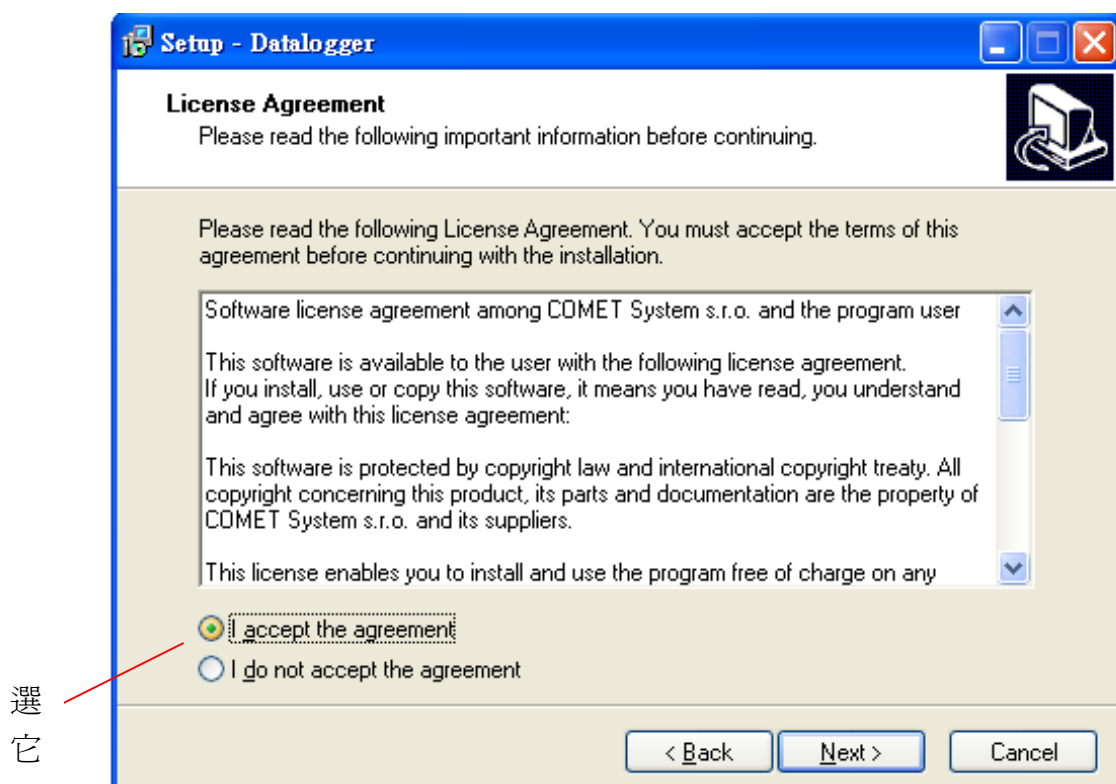 Setup - Datalogger
License Agreement
Please read the following important information before continuing.
Please read the following License Agreement. You must accept the terms of this
agreement before continuing with the installation.
Software license agreement among COMET System s.r.o. and the program user
This software is available to the user with the following license agreement.
If you install, use or copy this software, it means you have read, you understand
and agree with this license agreement:
This software is protected by copyright law and international copyright treaty. All
copyright concerning this product, its parts and documentation are the property of
COMET System s.r.o. and its suppliers.
This license enables you to install and use the program free of charge on any
I accept the agreement
I do not accept the agreement
選
它
< Back
Next >
Cancel